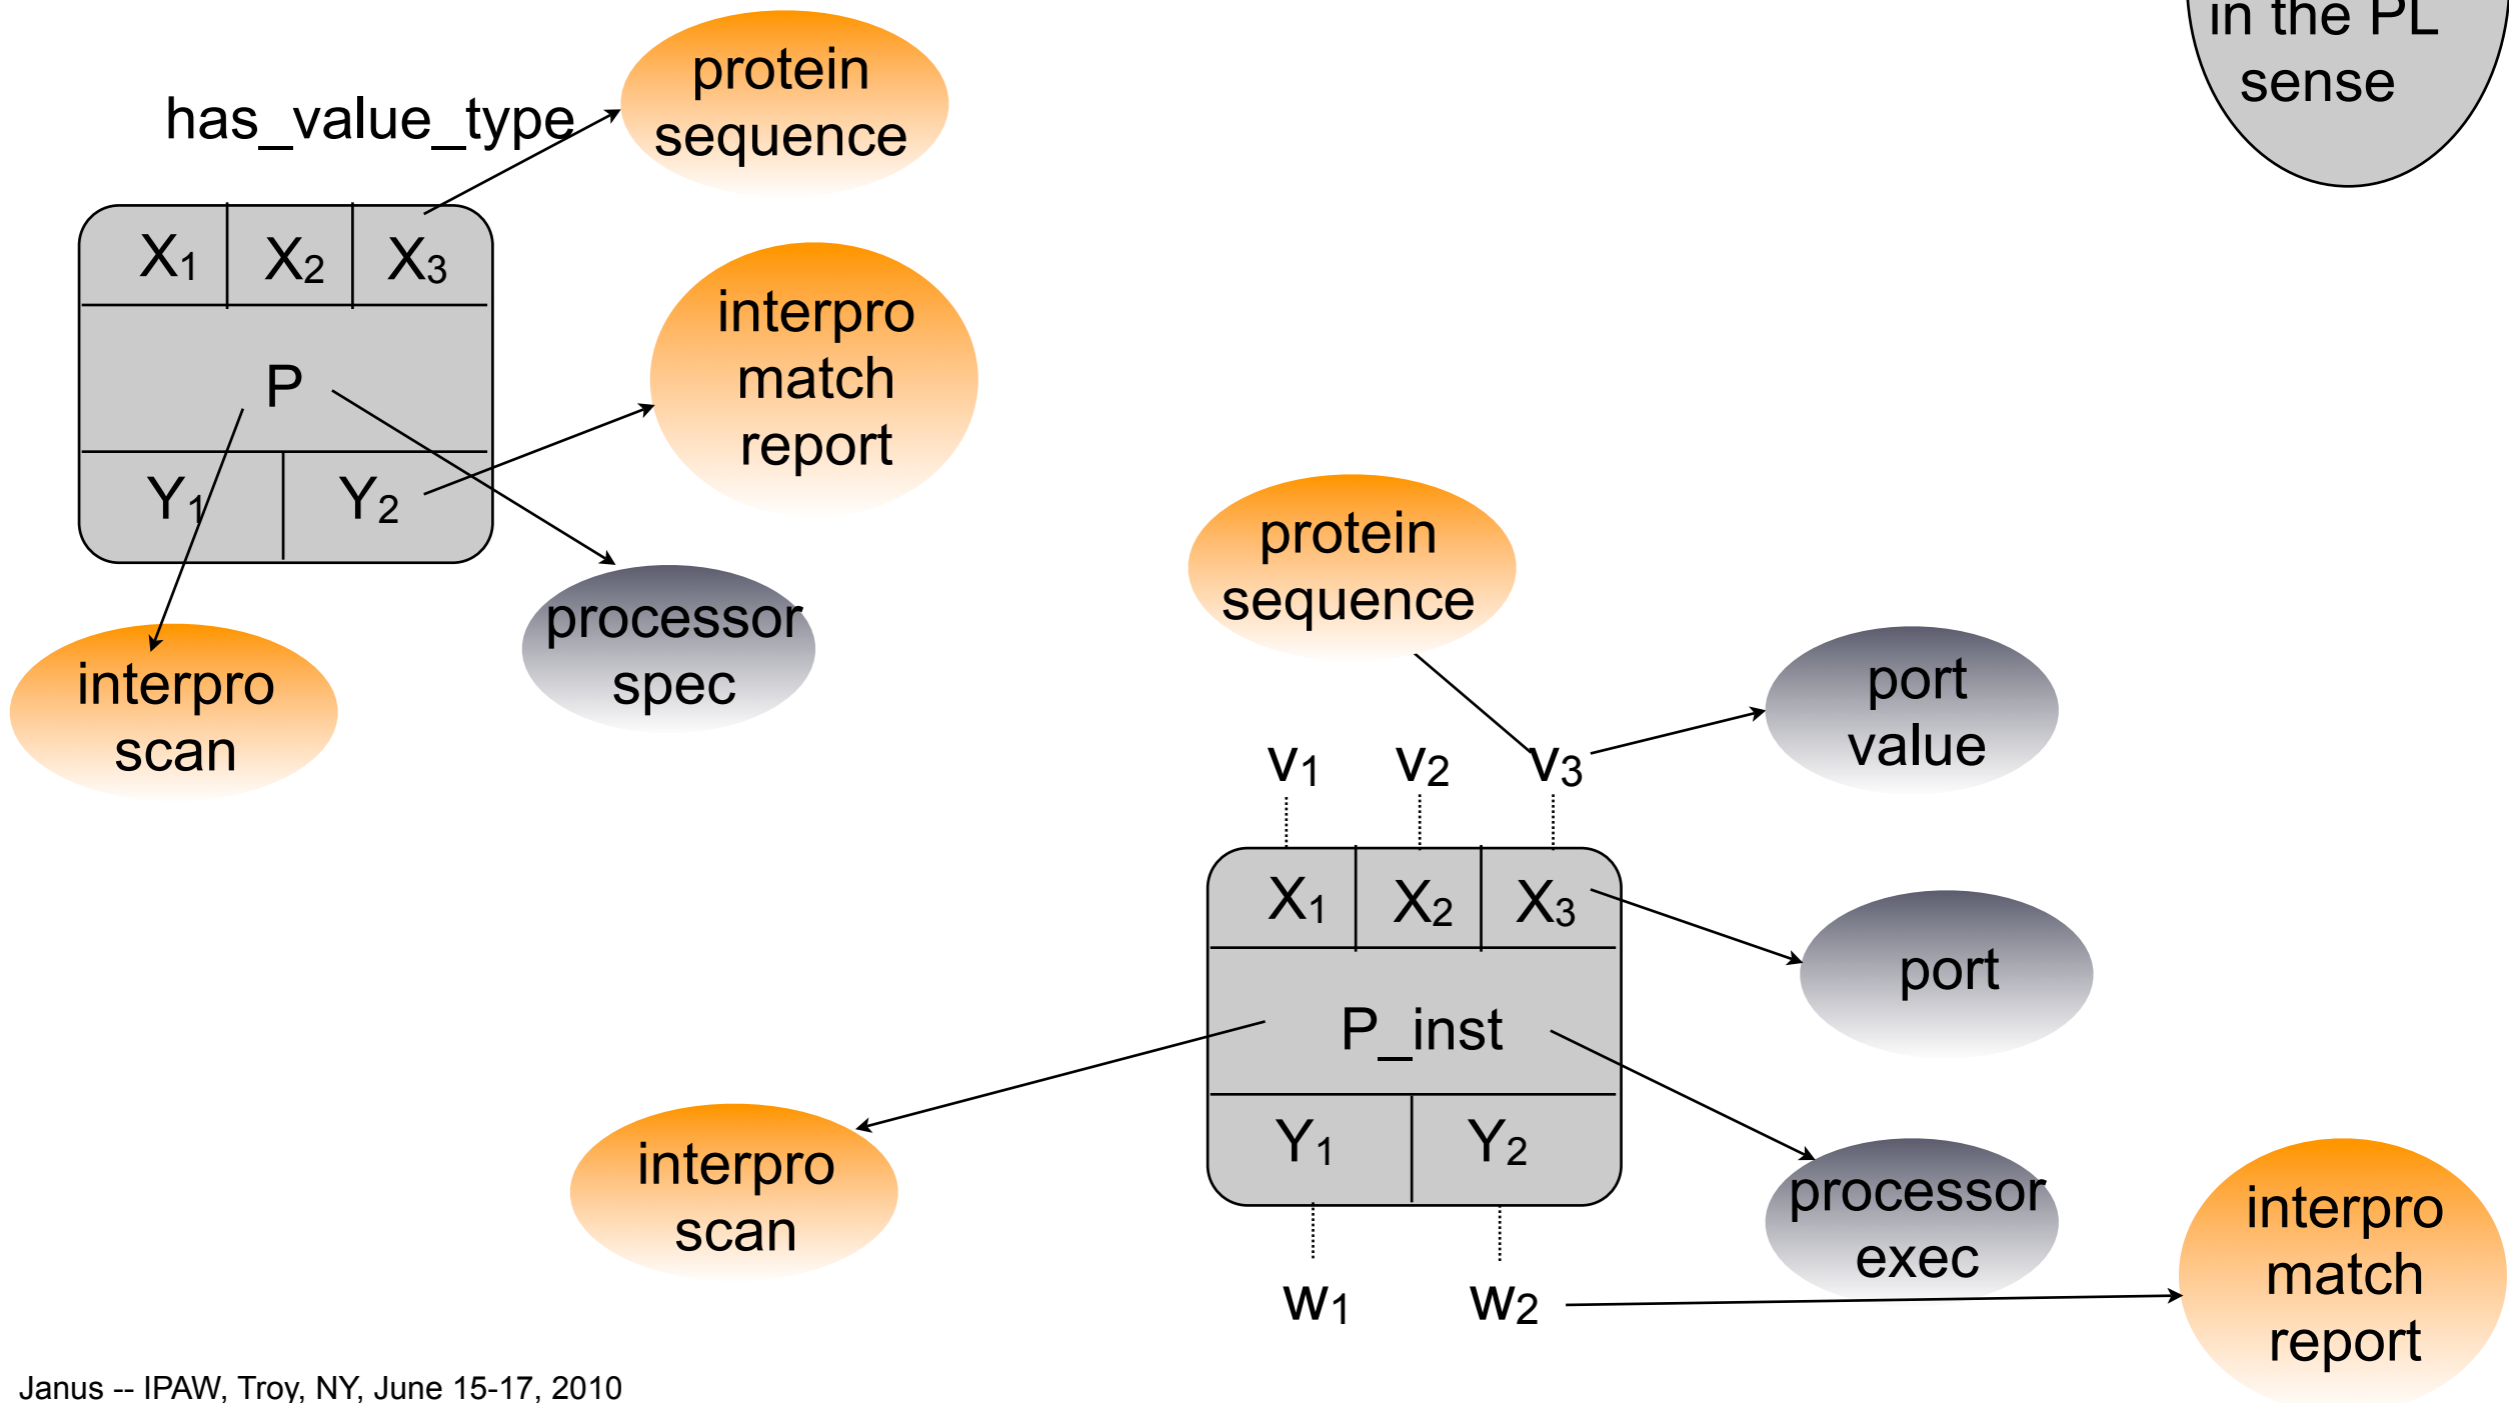 in the PL
sense
protein
sequence
has_value_type
X1 X2 X3
P
Y1 Y2
interpro
match
report
processor
spec
interpro
scan
protein
sequence
port
value
v1 v2 v3
X1 X2 X3
port
P_inst
Y1 Y2
interpro
scan
processor
exec
w1 w2
interpro
match
report
Janus -- IPAW, Troy, NY, June 15-17, 2010